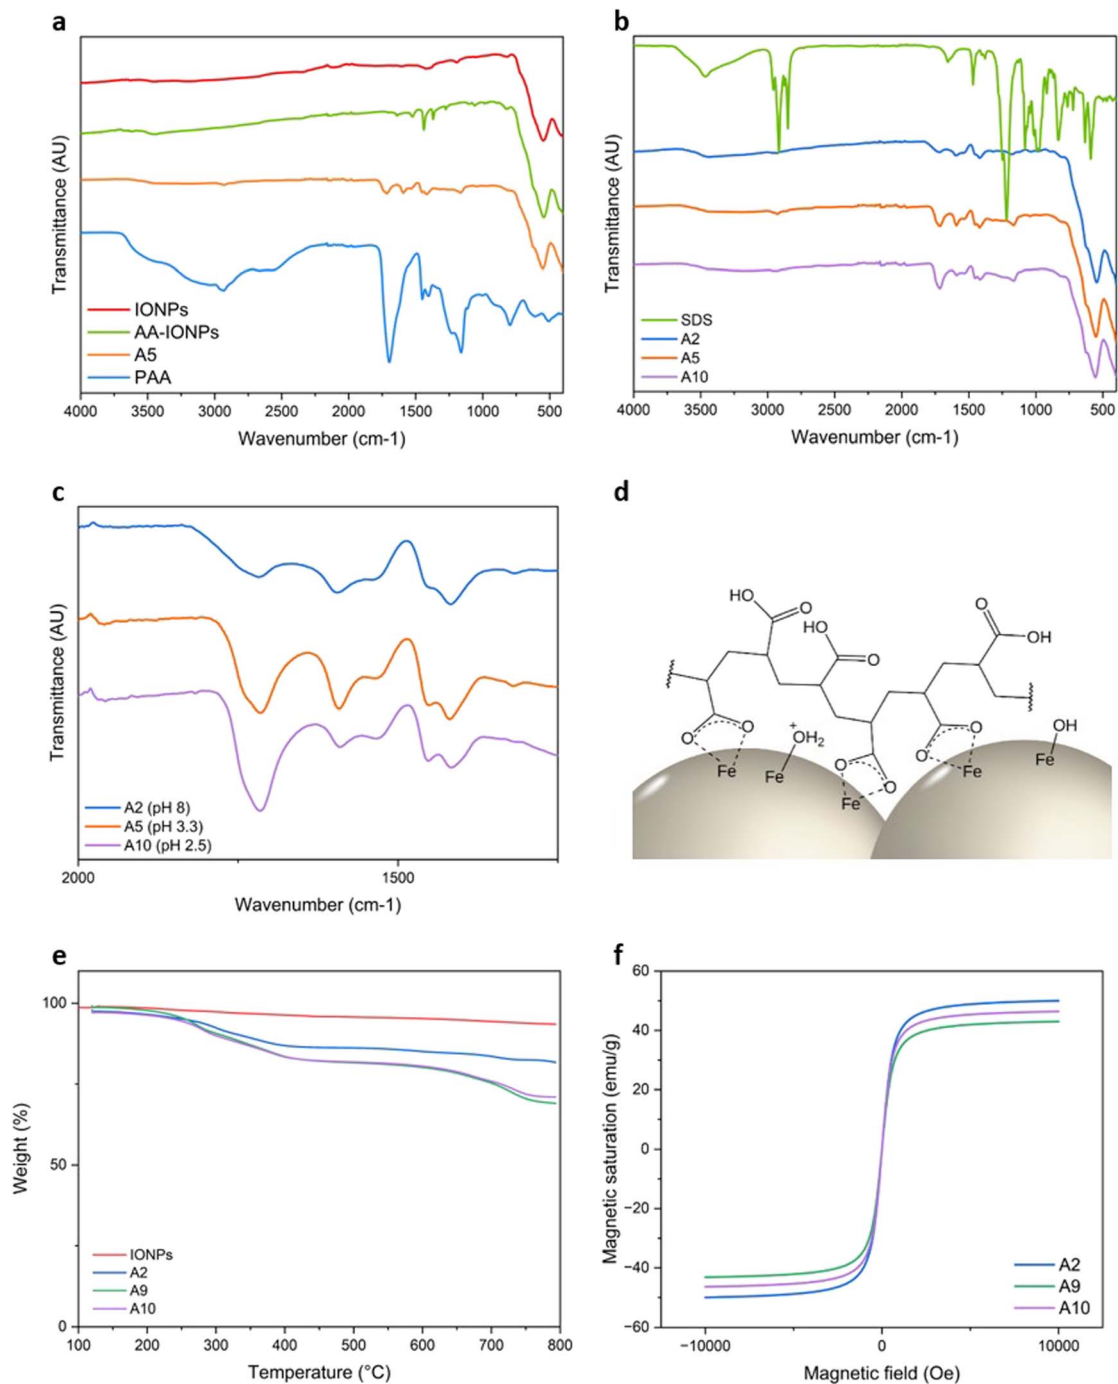 a
Transmittance (AU)
IONPs
AA-IONPs
A5
PAA
4000 3500 3000 2500 2000 1500 1000 500
Wavenumber (cm-1)
b
Transmittance (AU)
SDS
A2
A5
A10
4000 3500 3000 2500 2000 1500 1000 500
Wavenumber (cm-1)
c
Transmittance (AU)
A2 (pH 8)
A5 (pH 3.3)
A10 (pH 2.5)
2000 1500
Wavenumber (cm-1)
d
HO O
HO O
O OH
O O
+
OH2
O O
O O
OH
Fe Fe Fe Fe Fe
e
Weight (%)
100
50
0
IONPs
A2
A9
A10
100 200 300 400 500 600 700 800
Temperature (°C)
f
Magnetic saturation (emu/g)
60
40
20
0
−20
−40
−60
A2
A9
A10
−10000 0 10000
Magnetic field (Oe)